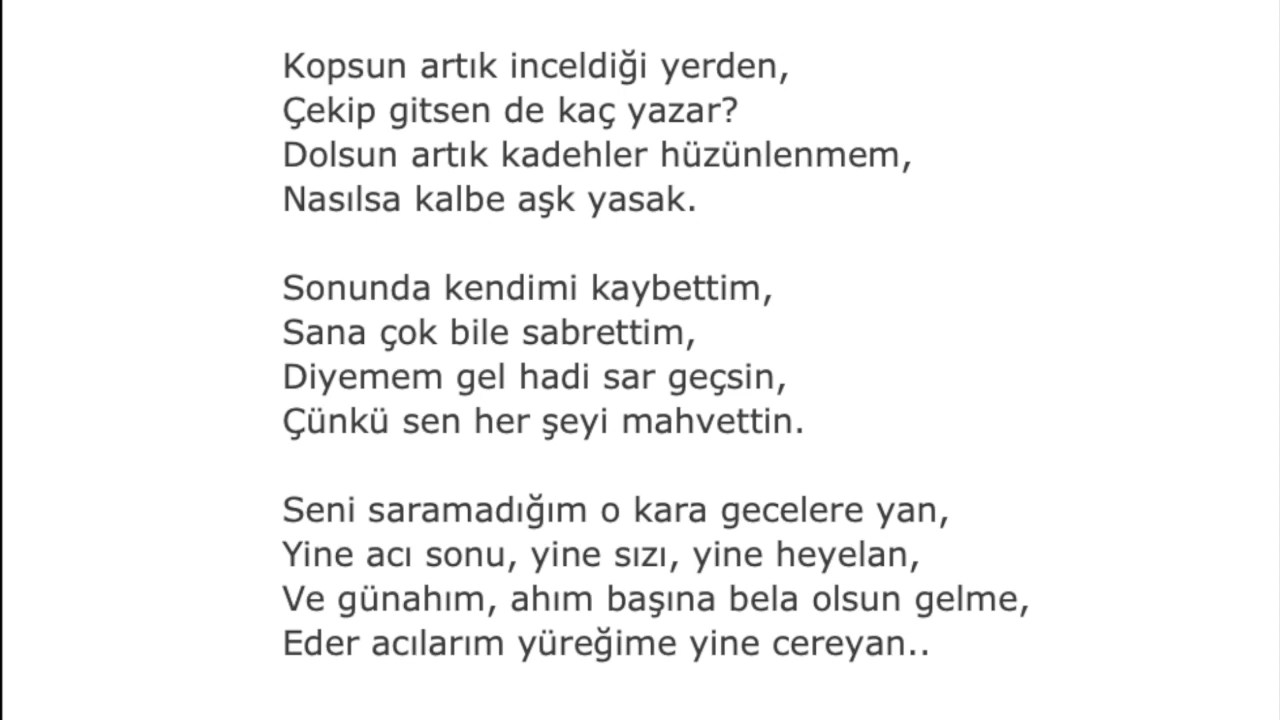 Kopsun artık inceldiği yerden,
Çekip gitsen de kaç yazar?
Dolsun artık kadehler hüzünlenmem,
Nasılsa kalbe aşk yasak.
Sonunda kendimi kaybettim,
Sana çok bile sabrettim,
Diyemem gel hadi sar geçsin,
Çünkü sen her şeyi mahvettin.
Seni saramadığım o kara gecelere yan,
Yine acı sonu, yine sızı, yine heyelan,
Ve günahım, ahım başına bela olsun gelme,
Eder acılarım yüreğime yine cereyan..